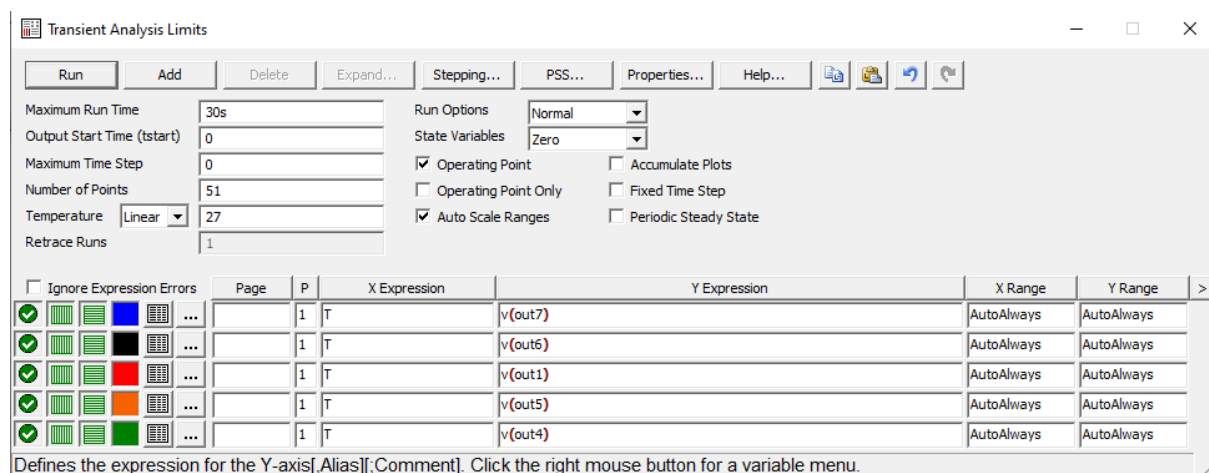 Transient Analysis Limits
Run Add Delete Expand... Stepping... PSS... Properties... Help...
Maximum Run Time 30s Run Options Normal
Output Start Time (tstart) 0 State Variables Zero
Maximum Time Step 0 Operating Point Accumulate Plots
Number of Points 51 Operating Point Only Fixed Time Step
Temperature Linear 27 Auto Scale Ranges Periodic Steady State
Retrace Runs 1
Ignore Expression Errors Page P X Expression Y Expression X Range Y Range >
... 1 T v(out7) AutoAlways AutoAlways
... 1 T v(out6) AutoAlways AutoAlways
... 1 T v(out1) AutoAlways AutoAlways
... 1 T v(out5) AutoAlways AutoAlways
... 1 T v(out4) AutoAlways AutoAlways
Defines the expression for the Y-axis[,Alias][;Comment]. Click the right mouse button for a variable menu.